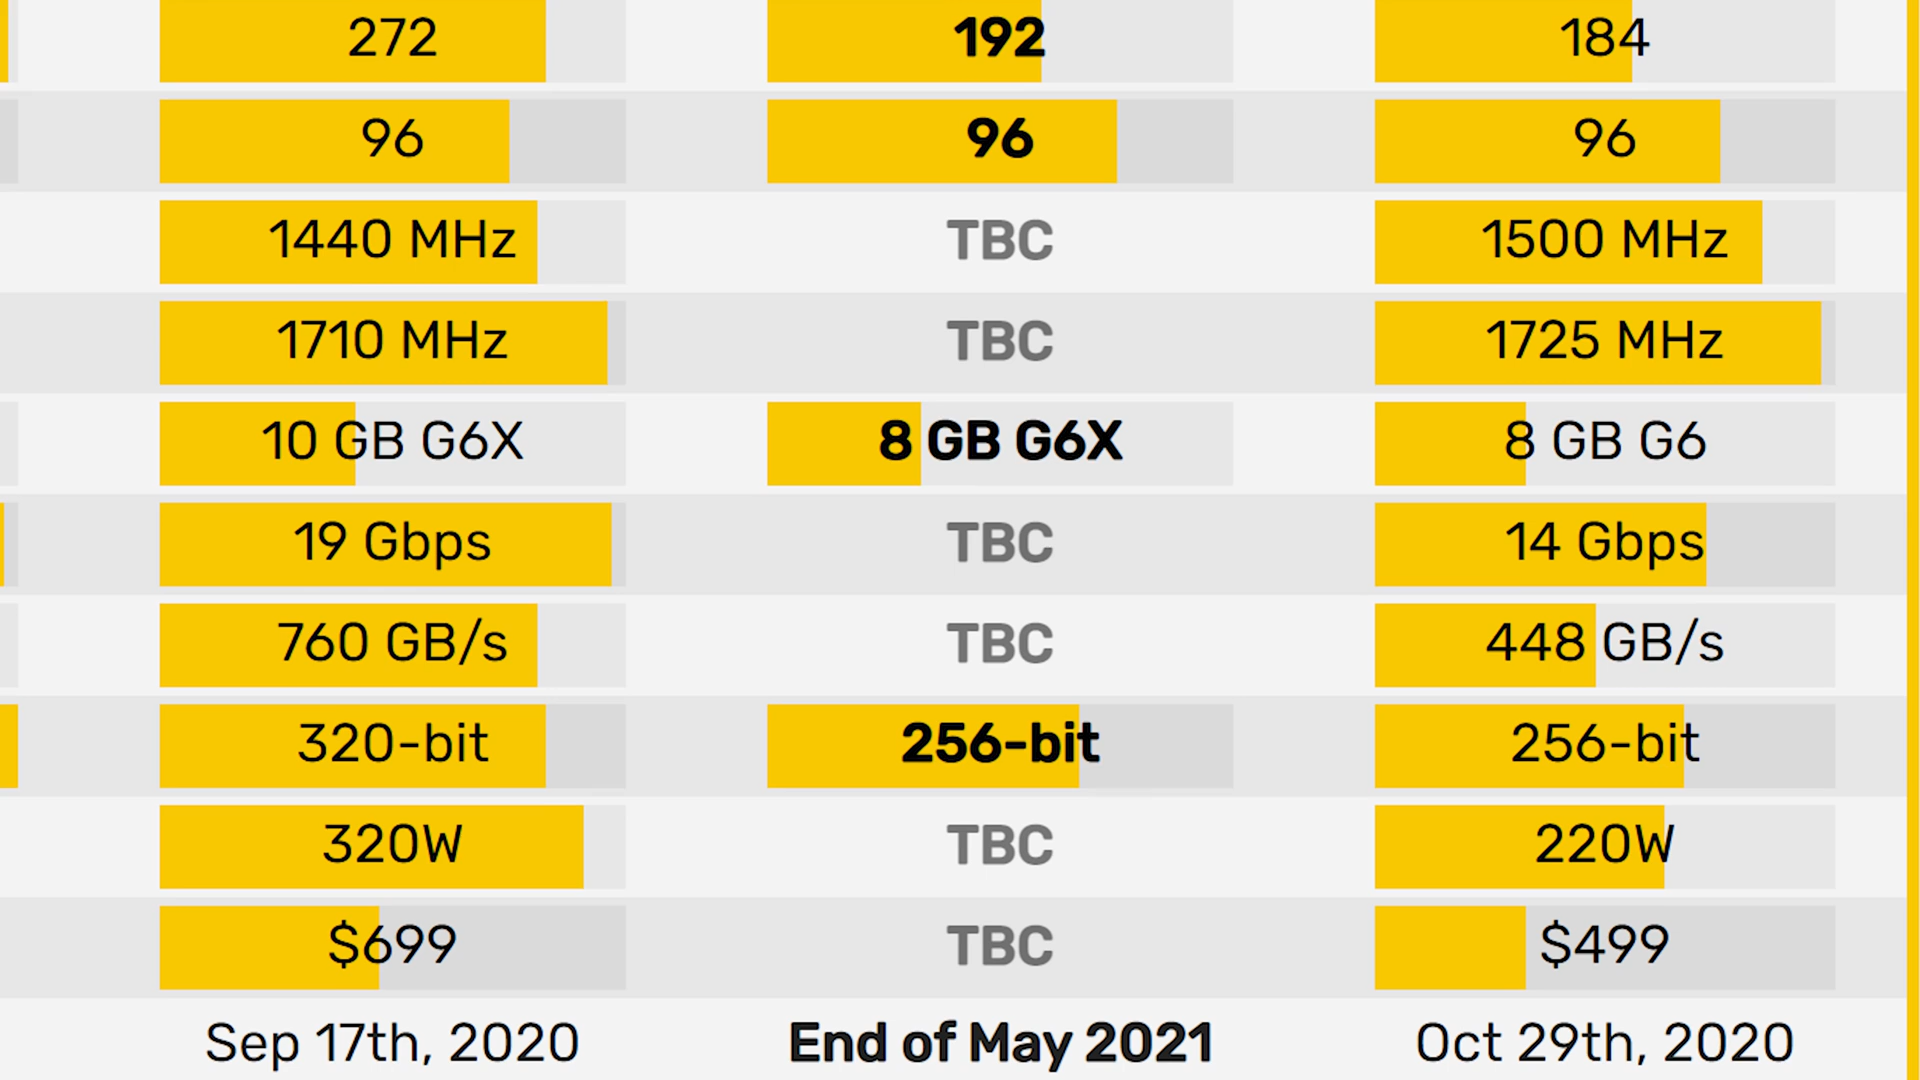 272 192 184
96 96 96
1440 MHz TBC 1500 MHz
1710 MHz TBC 1725 MHz
10 GB G6X 8 GB G6X 8 GB G6
19 Gbps TBC 14 Gbps
760 GB/s TBC 448 GB/s
320-bit 256-bit 256-bit
320W TBC 220W
$699 TBC $499
Sep 17th, 2020 End of May 2021 Oct 29th, 2020